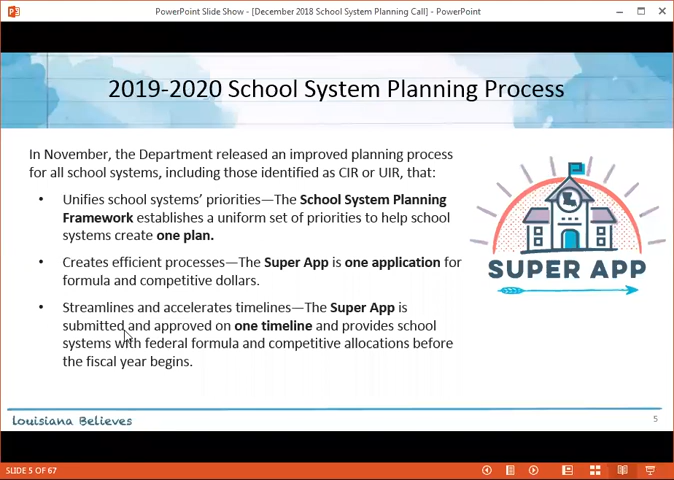 PowerPoint Slide Show - [December 2018 School System Planning Call] - PowerPoint
2019-2020 School System Planning Process
In November, the Department released an improved planning process
for all school systems, including those identified as CIR or UIR, that:
• Unifies school systems' priorities—The School System Planning
Framework establishes a uniform set of priorities to help school
systems create one plan.
• Creates efficient processes—The Super App is one application for
formula and competitive dollars.
• Streamlines and accelerates timelines—The Super App is
submitted and approved on one timeline and provides school
systems with federal formula and competitive allocations before
the fiscal year begins.
SUPER APP
Louisiana Believes
5
SLIDE 5 OF 67